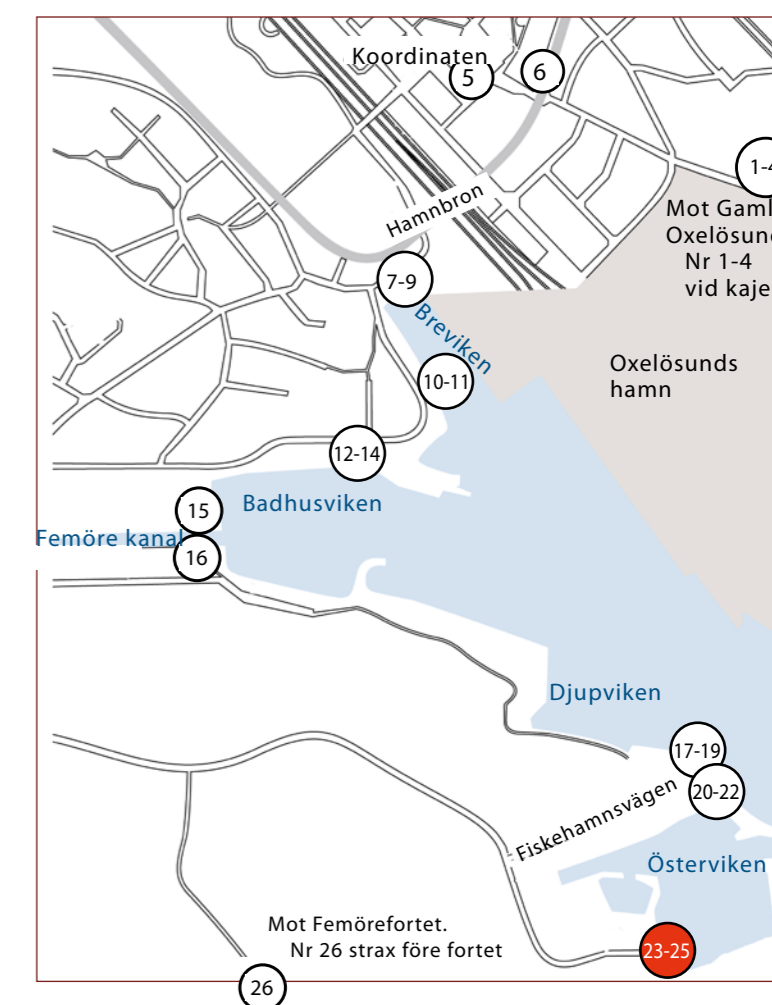 Koordinaten
5
6
1-4
Hamnbron
Mot Gaml
Oxelösund
Nr 1-4
vid kaje
7-9
Breviken
Oxelösunds
hamn
10-11
12-14
Badhusviken
15
Femöre kanal
16
Djupviken
17-19
20-22
Fiskehamnsvägen
Österviken
Mot Femörefortet.
Nr 26 strax före fortet
23-25
26